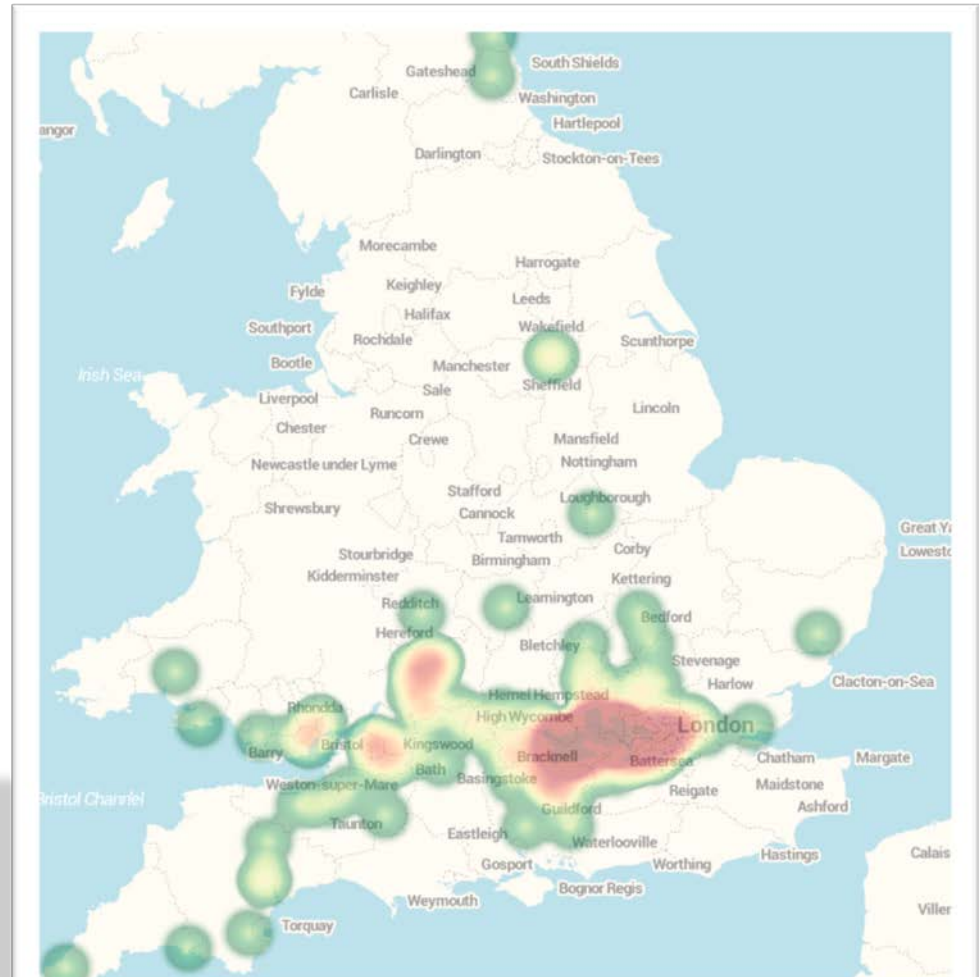 South Shields
Gateshead
Carlisle
Washington
Hartlepool
angor
Darlington
Stockton-on-Tees
Morecambe
Harrogate
Keighley
Fylde
Leeds
Halifax
Southport
Wakefield
Rochdale
Scunthorpe
Bootle
Manchester
Irish Sea
Sheffield
Sale
Liverpool
Lincoln
Runcorn
Chester
Crewe
Mansfield
Newcastle under Lyme
Nottingham
Stafford
Loughborough
Shrewsbury
Cannock
Great Ya
Tamworth
Corby
Lowesto
Stourbridge
Birmingham
Kidderminster
Kettering
Leamington
Redditch
Bedford
Hereford
Bletchley
Stevenage
Harlow
Clacton-on-Sea
Hemel Hempstead
Rhondda
High Wycombe
London
Bristol
Kingswood
Barry
Bracknell
Battersea
Chatham
Margate
Bath
Basingstoke
Weston-super-Mare
Reigate
Maidstone
Bristol Channel
Guildford
Ashford
Taunton
Eastleigh
Waterlooville
Calais
Gosport
Worthing
Hastings
Bognor Regis
Weymouth
Viller
Torquay